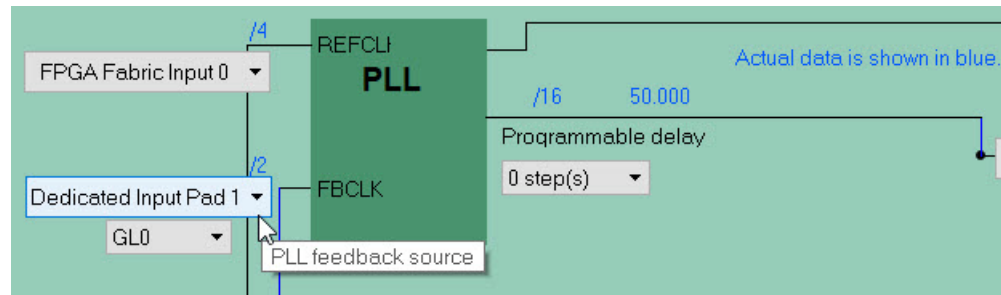 /4
REFCLK
FPGA Fabric Input 0
PLL
Actual data is shown in blue.
/16 50.000
Programmable delay
/2
0 step(s)
Dedicated Input Pad 1
FBCLK
GL0
PLL feedback source